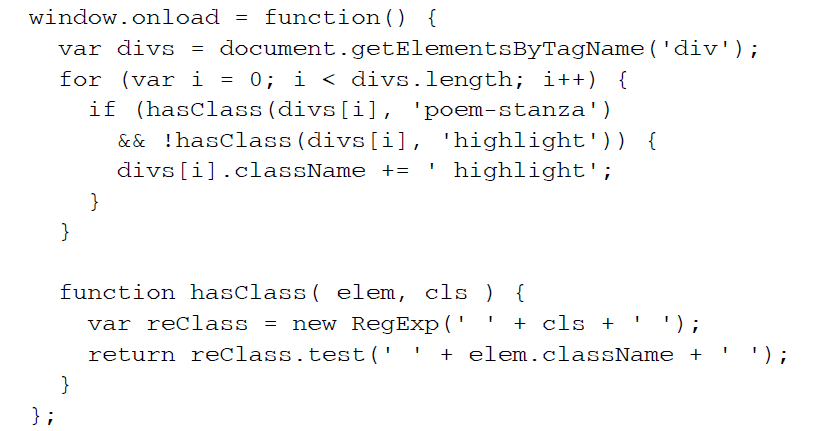 window.onload = function() {
  var divs = document.getElementsByTagName('div');
  for (var i = 0; i < divs.length; i++) {
    if (hasClass(divs[i], 'poem-stanza')
      && !hasClass(divs[i], 'highlight')) {
      divs[i].className += ' highlight';
    }
  }

  function hasClass( elem, cls ) {
    var reClass = new RegExp(' ' + cls + ' ');
    return reClass.test(' ' + elem.className + ' ');
  }
};